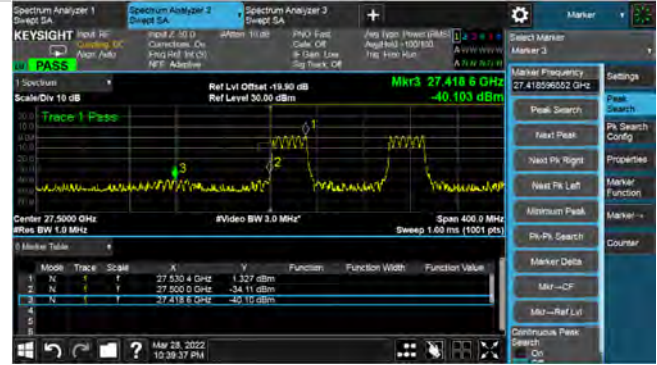 Spectrum Analyzer 1
Swept SA
Spectrum Analyzer 2
Swept SA
Spectrum Analyzer 3
Swept SA
+
Marker
KEYSIGHT Input: RF
Coupling: DC
Align: Auto
Input Z: 50 Ω
Corrections: On
Freq Ref: Int (S)
NFE: Adaptive
#Atten: 10 dB
PNO: Fast
Gate: Off
IF Gain: Low
Sig Track: Off
Avg Type: Power (RMS)
Avg|Hold: >100/100
Trig: Free Run
1 2 3 4 5 6
PASS
Select Marker
Marker 3
1 Spectrum
Scale/Div 10 dB
Ref Lvl Offset -19.90 dB
Ref Level 30.00 dBm
Mkr3 27.418 6 GHz
-40.103 dBm
Trace 1 Pass
1
2
3
Center 27.5000 GHz
#Res BW 1.0 MHz
#Video BW 3.0 MHz*
Span 400.0 MHz
Sweep 1.60 ms (1001 pts)
Marker Table
Mode Trace Scale X Y Function Function Width Function Value
1 N 1 f 27.530 4 GHz 1.327 dBm
2 N 1 f 27.500 0 GHz -34.11 dBm
3 N 1 f 27.418 6 GHz -40.10 dBm
4
5
6
Marker Frequency
27.418596552 GHz
Peak Search
Next Peak
Next Pk Right
Next Pk Left
Minimum Peak
Pk-Pk Search
Marker Delta
Mkr→CF
Mkr→Ref Lvl
Continuous Peak
Search
On
Off
Settings
Peak
Search
Pk Search
Config
Properties
Marker
Function
Marker→
Counter
?
Mar 28, 2022
10:39:37 PM